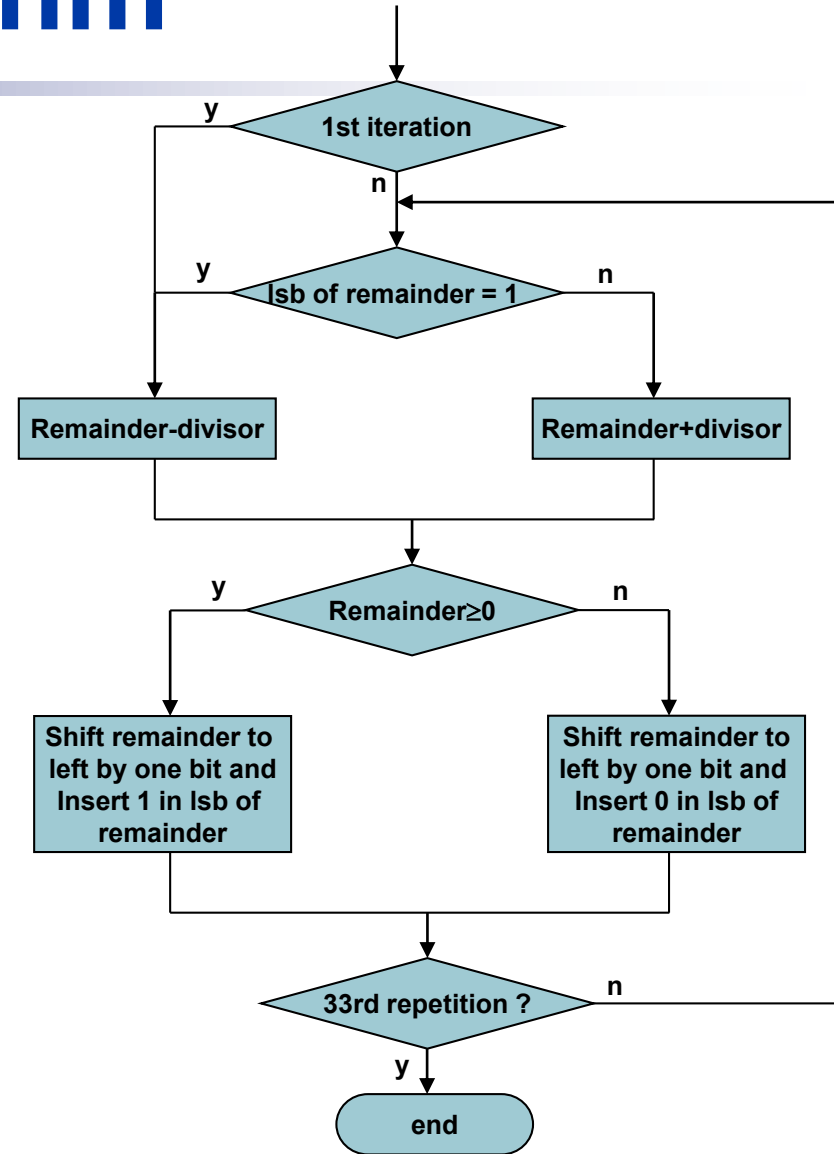 y
1st iteration
n
y
lsb of remainder = 1
n
Remainder-divisor
Remainder+divisor
y
Remainder≥0
n
Shift remainder to
left by one bit and
Insert 1 in lsb of
remainder
Shift remainder to
left by one bit and
Insert 0 in lsb of
remainder
33rd repetition ?
n
y
end